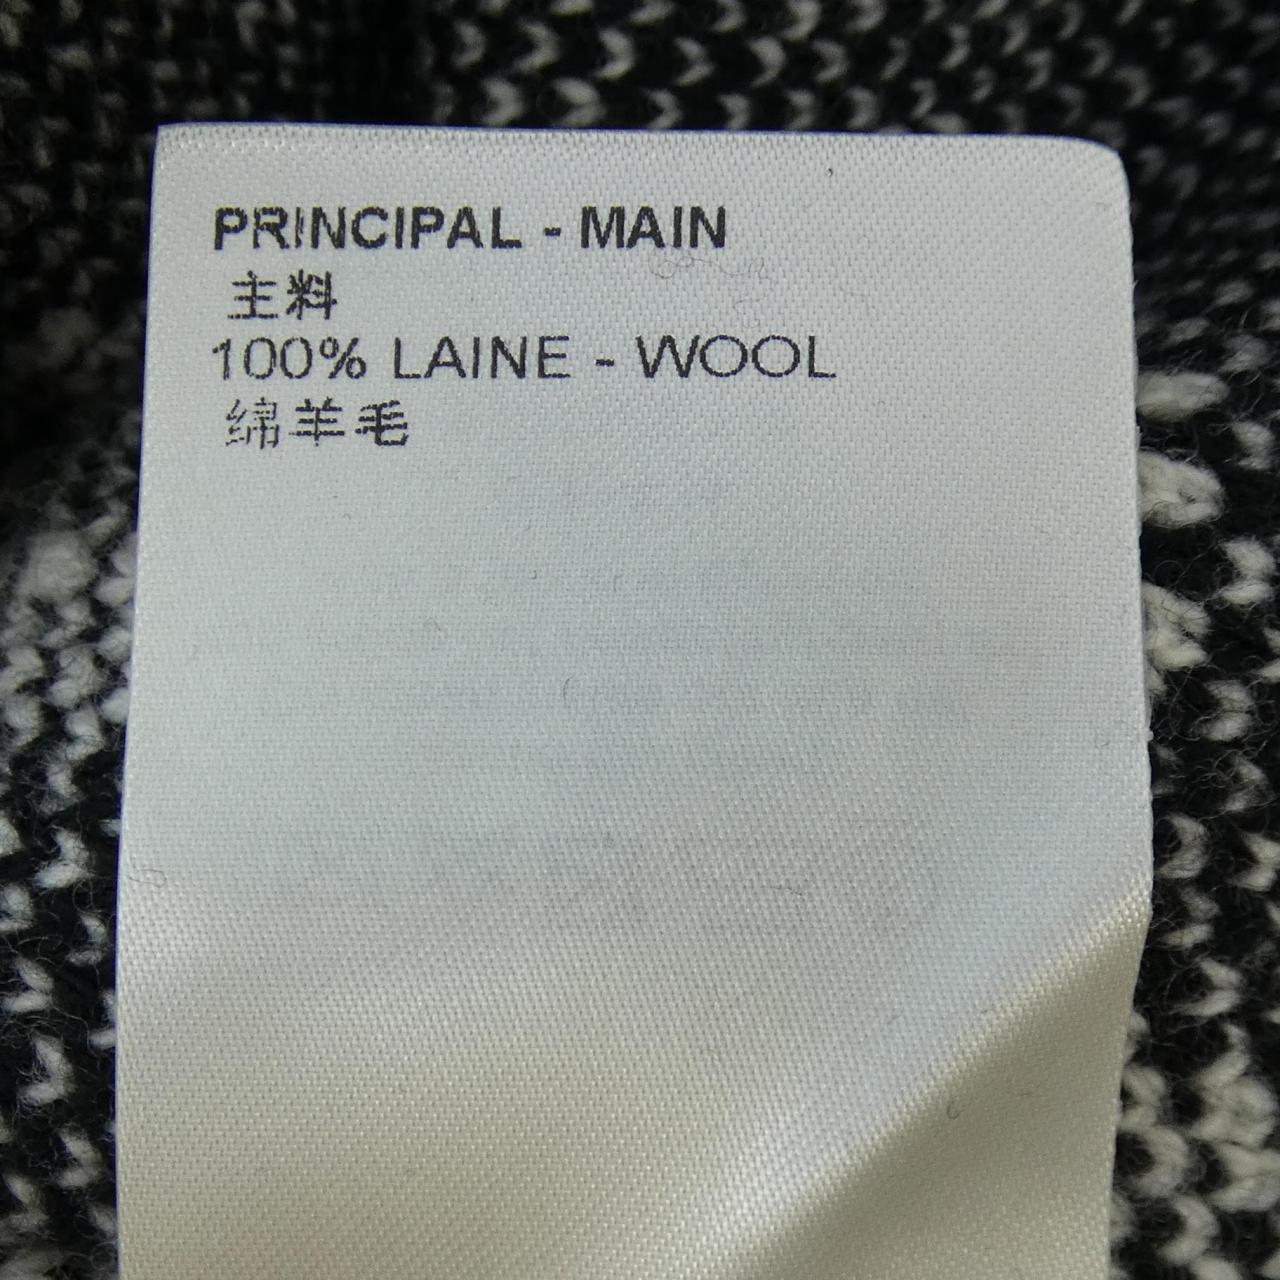 PRINCIPAL - MAIN
主料
100% LAINE - WOOL
绵羊毛